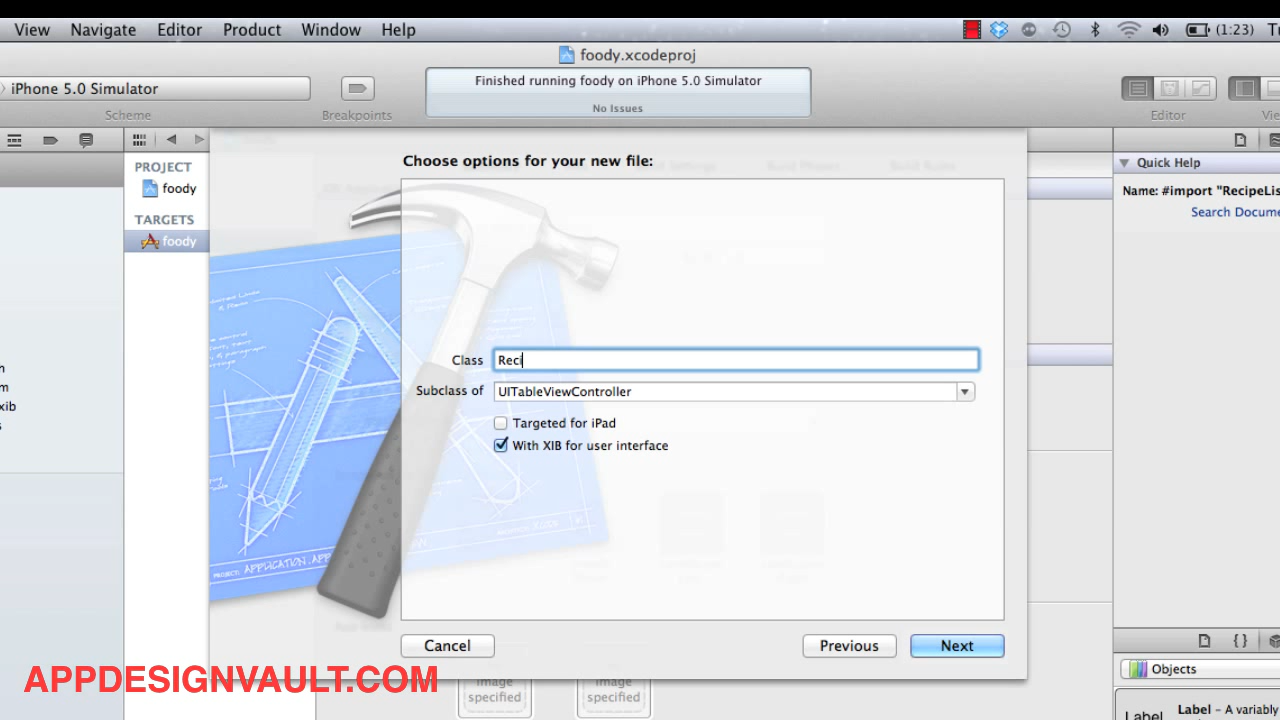 View Navigate Editor Product Window Help
(1:23)
foody.xcodeproj
iPhone 5.0 Simulator
Finished running foody on iPhone 5.0 Simulator
No Issues
Scheme
Breakpoints
Editor
PROJECT
foody
TARGETS
foody
Choose options for your new file:
Class Reci
Subclass of UITableViewController
Targeted for iPad
With XIB for user interface
Cancel
Previous
Next
Quick Help
Name: #import "RecipeLis
Search Docume
xib
Objects
Label
Label - A variably
image
specified
image
specified
APPDESIGNVAULT.COM